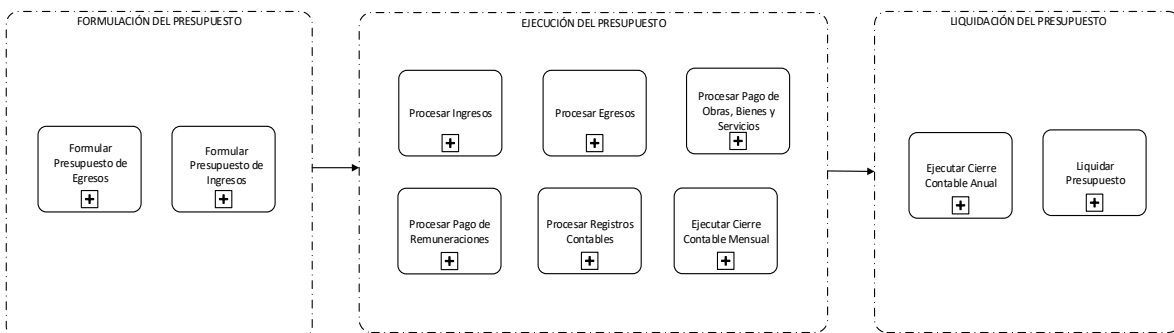 FORMULACIÓN DEL PRESUPUESTO
Formular
Presupuesto de
Egresos
Formular
Presupuesto de
Ingresos
EJECUCIÓN DEL PRESUPUESTO
Procesar Ingresos
Procesar Egresos
Procesar Pago de
Obras, Bienes y
Servicios
Procesar Pago de
Remuneraciones
Procesar Registros
Contables
Ejecutar Cierre
Contable Mensual
LIQUIDACIÓN DEL PRESUPUESTO
Ejecutar Cierre
Contable Anual
Liquidar
Presupuesto